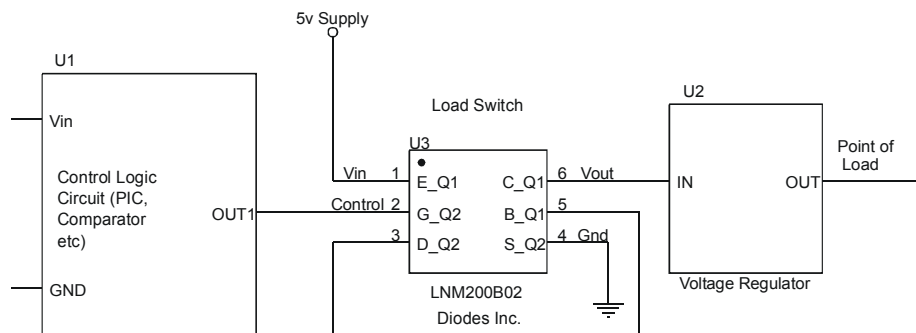 5v Supply
U1
Vin
Control Logic
Circuit (PIC,
Comparator
etc)
OUT1
GND
Load Switch
U3
Vin 1 E_Q1 C_Q1 6 Vout
Control 2 G_Q2 B_Q1 5
3 D_Q2 S_Q2 4 Gnd
LNM200B02
Diodes Inc.
U2
IN
OUT
Voltage Regulator
Point of
Load